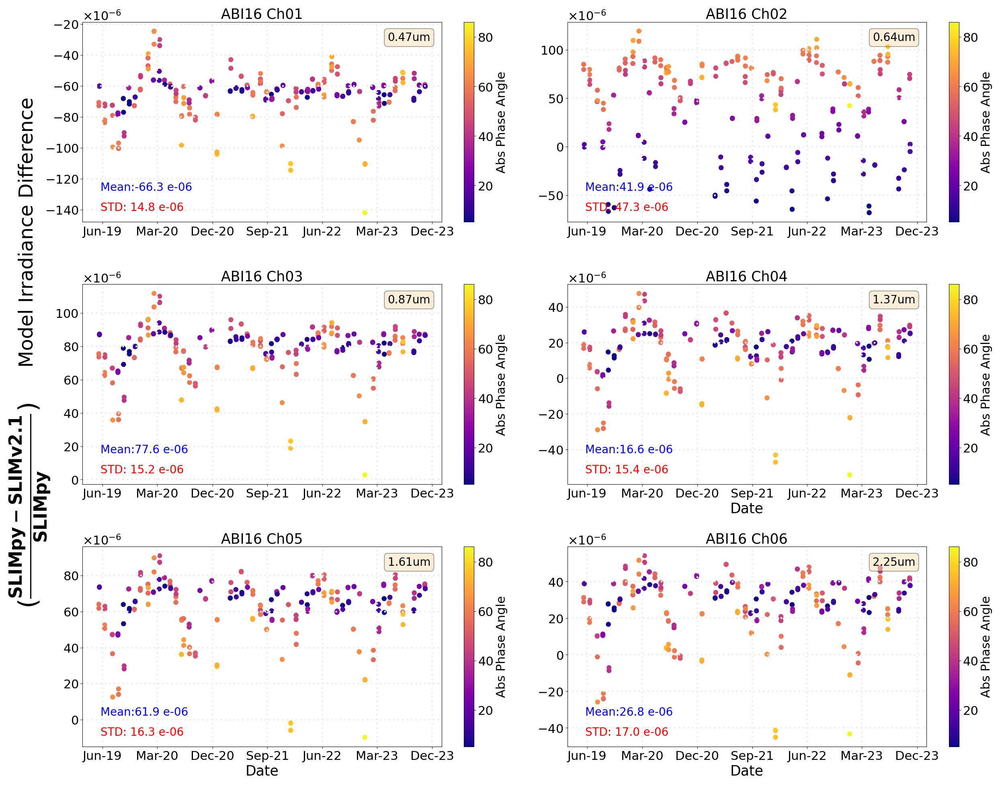 Model Irradiance Difference
(SLIMpy − SLIMv2.1)
SLIMpy
×10⁻⁶
ABI16 Ch01
0.47um
−20
−40
−60
−80
−100
−120
−140
Mean:-66.3 e-06
STD: 14.8 e-06
Jun-19 Mar-20 Dec-20 Sep-21 Jun-22 Mar-23 Dec-23
80
60
40
20
Abs Phase Angle
×10⁻⁶
ABI16 Ch02
0.64um
100
50
0
−50
Mean:41.9 e-06
STD: 47.3 e-06
Jun-19 Mar-20 Dec-20 Sep-21 Jun-22 Mar-23 Dec-23
80
60
40
20
Abs Phase Angle
×10⁻⁶
ABI16 Ch03
0.87um
100
80
60
40
20
0
Mean:77.6 e-06
STD: 15.2 e-06
Jun-19 Mar-20 Dec-20 Sep-21 Jun-22 Mar-23 Dec-23
80
60
40
20
Abs Phase Angle
×10⁻⁶
ABI16 Ch04
1.37um
40
20
0
−20
−40
Mean:16.6 e-06
STD: 15.4 e-06
Jun-19 Mar-20 Dec-20 Sep-21 Jun-22 Mar-23 Dec-23
Date
80
60
40
20
Abs Phase Angle
×10⁻⁶
ABI16 Ch05
1.61um
80
60
40
20
0
Mean:61.9 e-06
STD: 16.3 e-06
Jun-19 Mar-20 Dec-20 Sep-21 Jun-22 Mar-23 Dec-23
Date
80
60
40
20
Abs Phase Angle
×10⁻⁶
ABI16 Ch06
2.25um
40
20
0
−20
−40
Mean:26.8 e-06
STD: 17.0 e-06
Jun-19 Mar-20 Dec-20 Sep-21 Jun-22 Mar-23 Dec-23
Date
80
60
40
20
Abs Phase Angle